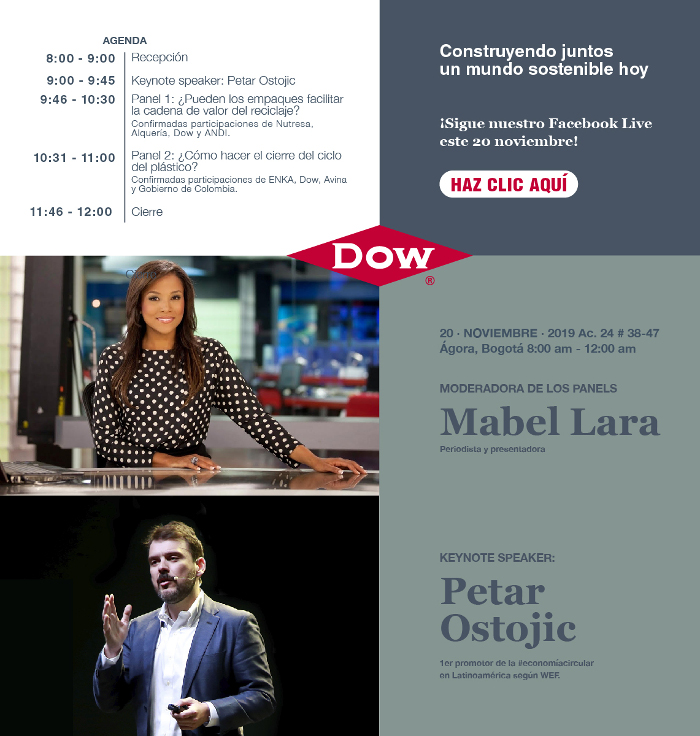 AGENDA
8:00 - 9:00 Recepción
9:00 - 9:45 Keynote speaker: Petar Ostojic
9:46 - 10:30 Panel 1: ¿Pueden los empaques facilitar
la cadena de valor del reciclaje?
Confirmadas participaciones de Nutresa,
Alquería, Dow y ANDI.
10:31 - 11:00 Panel 2: ¿Cómo hacer el cierre del ciclo
del plástico?
Confirmadas participaciones de ENKA, Dow, Avina
y Gobierno de Colombia.
11:46 - 12:00 Cierre
Construyendo juntos
un mundo sostenible hoy
¡Sigue nuestro Facebook Live
este 20 noviembre!
HAZ CLIC AQUÍ
DOW
®
20 · NOVIEMBRE · 2019 Ac. 24 # 38-47
Ágora, Bogotá 8:00 am - 12:00 am
MODERADORA DE LOS PANELS
Mabel Lara
Periodista y presentadora
KEYNOTE SPEAKER:
Petar
Ostojic
1er promotor de la #economíacircular
en Latinoamérica según WEF.